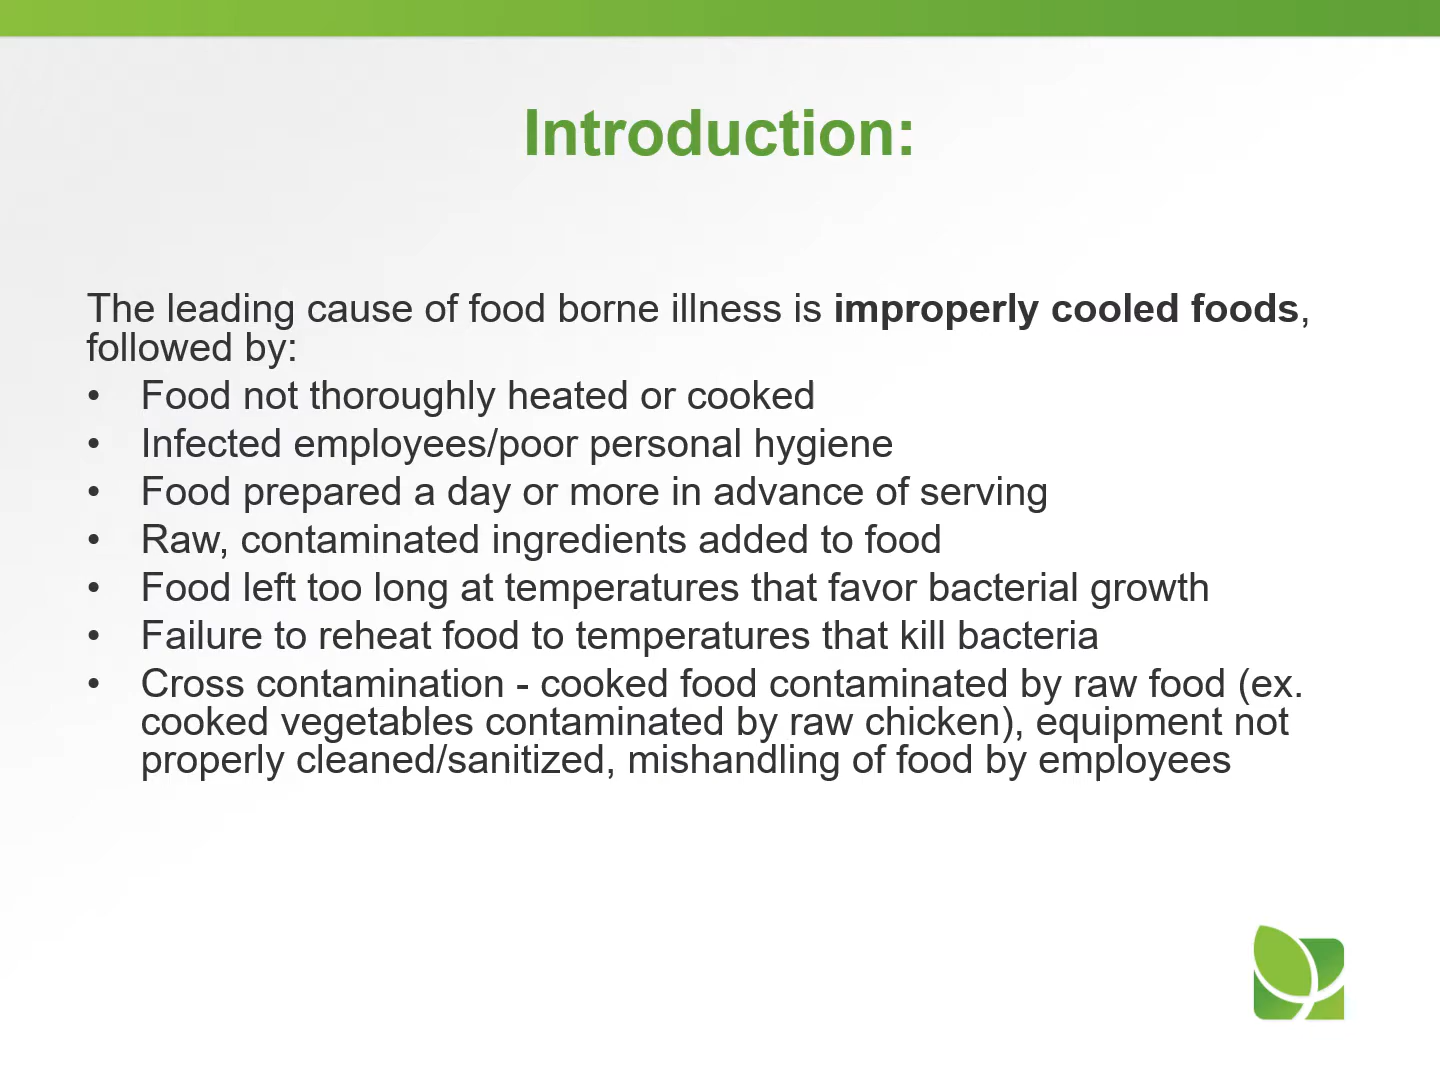 Introduction:
The leading cause of food borne illness is improperly cooled foods,
followed by:
• Food not thoroughly heated or cooked
• Infected employees/poor personal hygiene
• Food prepared a day or more in advance of serving
• Raw, contaminated ingredients added to food
• Food left too long at temperatures that favor bacterial growth
• Failure to reheat food to temperatures that kill bacteria
• Cross contamination - cooked food contaminated by raw food (ex.
cooked vegetables contaminated by raw chicken), equipment not
properly cleaned/sanitized, mishandling of food by employees